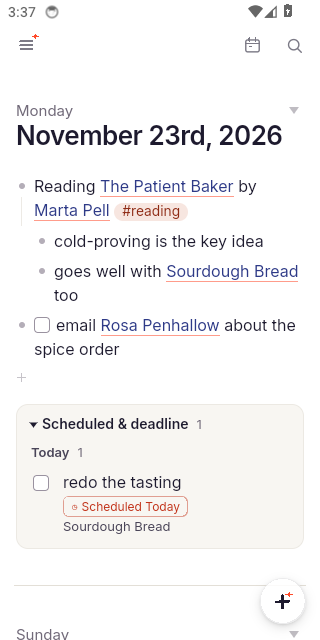 3:37
Monday
November 23rd, 2026
Reading The Patient Baker by
Marta Pell #reading
cold-proving is the key idea
goes well with Sourdough Bread
too
email Rosa Penhallow about the
spice order
Scheduled & deadline 1
Today 1
redo the tasting
Scheduled Today
Sourdough Bread
Sunday